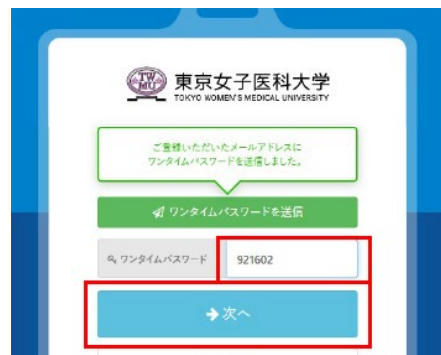 TWMU
東京女子医科大学
TOKYO WOMEN'S MEDICAL UNIVERSITY
ご登録いただいたメールアドレスに
ワンタイムパスワードを送信しました。
ワンタイムパスワードを送信
ワンタイムパスワード 921602
次へ